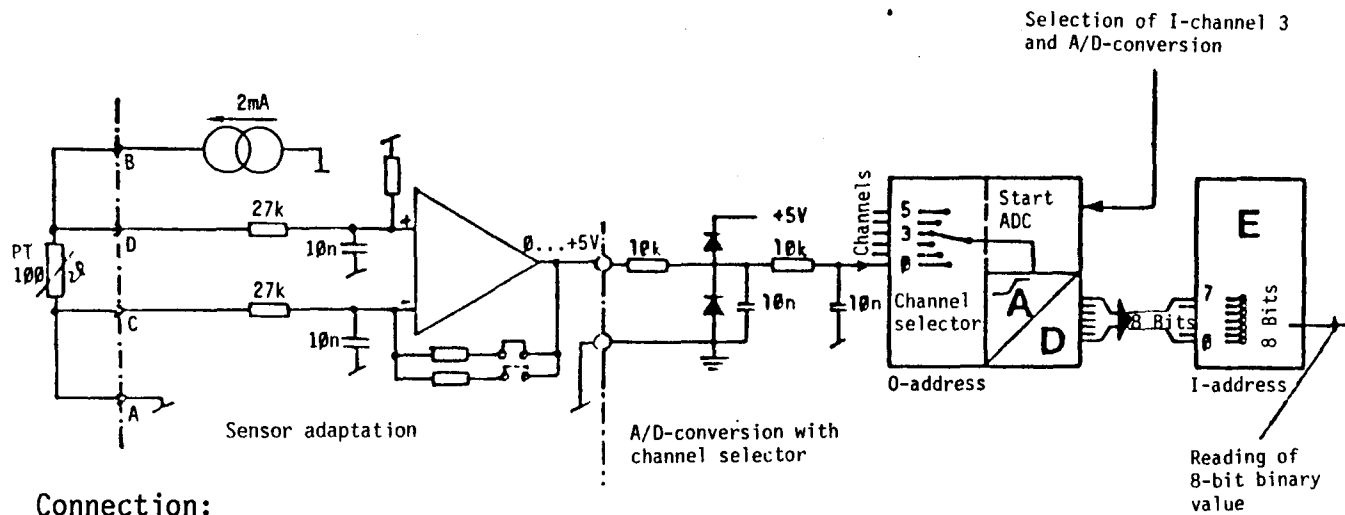 Selection of I-channel 3
and A/D-conversion
2mA
B
27k
+
D
10n
PT
100
27k
-
C
10n
A
0...+5V
Sensor adaptation
+5V
10k
10k
10n
10n
A/D-conversion with
channel selector
Channels
5
3
0
Start
ADC
Channel
selector
A
D
O-address
8 Bits
E
7
0
8 Bits
I-address
Reading of
8-bit binary
value
Connection: